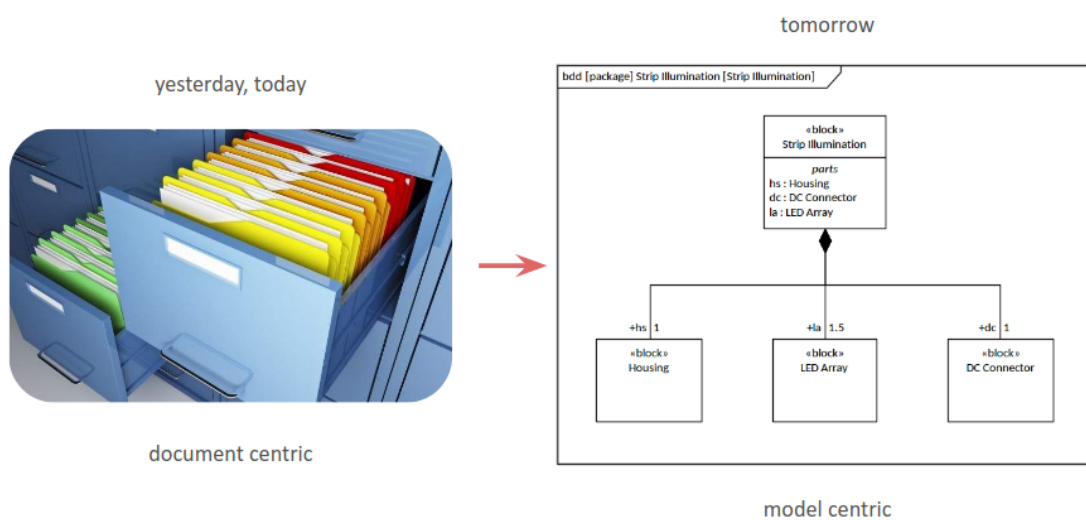 yesterday, today
document centric
tomorrow
bdd [package] Strip Illumination [Strip Illumination]
«block»
Strip Illumination
parts
hs : Housing
dc : DC Connector
la : LED Array
+hs 1
+la 1.5
+dc 1
«block»
Housing
«block»
LED Array
«block»
DC Connector
model centric